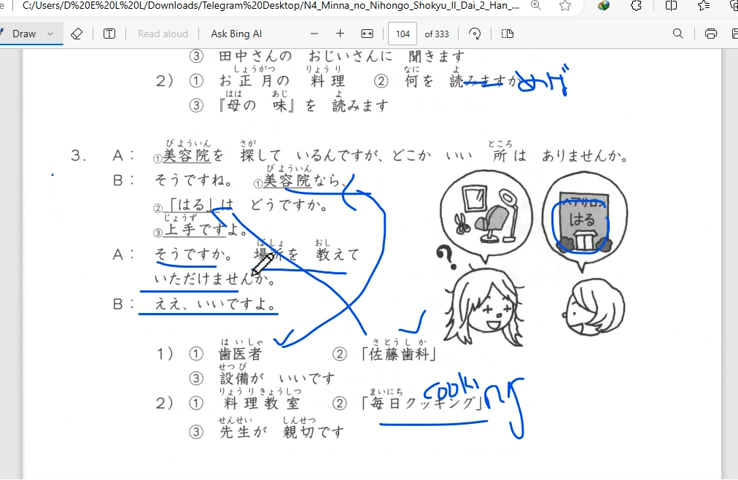 C:/Users/D%20E%20L%20L/Downloads/Telegram%20Desktop/N4_Minna_no_Nihongo_Shokyu_II_Dai_2_Han_...
Draw Read aloud Ask Bing AI 104 of 333
③ 田中さんの おじいさんに 聞きます
2) ① お正月の 料理 ② 何を 読みますか
③ 『母の 味』を 読みます
3. A： ①美容院を 探して いるんですが、どこか いい 所は ありませんか。
B： そうですね。 ①美容院なら、
②「はる」は どうですか。
③上手ですよ。
A： そうですか。 場所を 教えて
いただけませんか。
B： ええ、いいですよ。
ヘアサロン
はる
?
1) ① 歯医者 ② 「佐藤歯科」
③ 設備が いいです
cooking
2) ① 料理教室 ② 「毎日クッキング」
③ 先生が 親切です